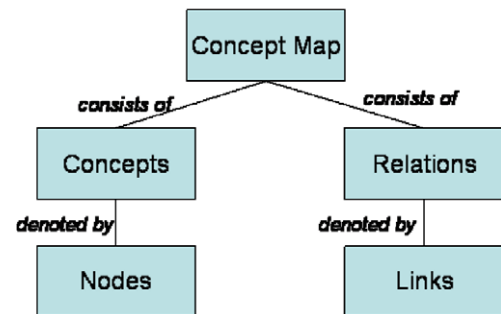 Concept Map
consists of
consists of
Concepts
Relations
denoted by
denoted by
Nodes
Links